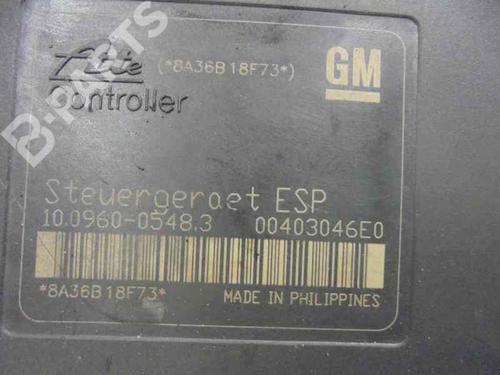 Ate (*8A36B18F73*) GM
Controller
Steuergeraet ESP
10.0960-0548.3 00403046E0
*8A36B18F73* MADE IN PHILIPPINES
B-PARTS